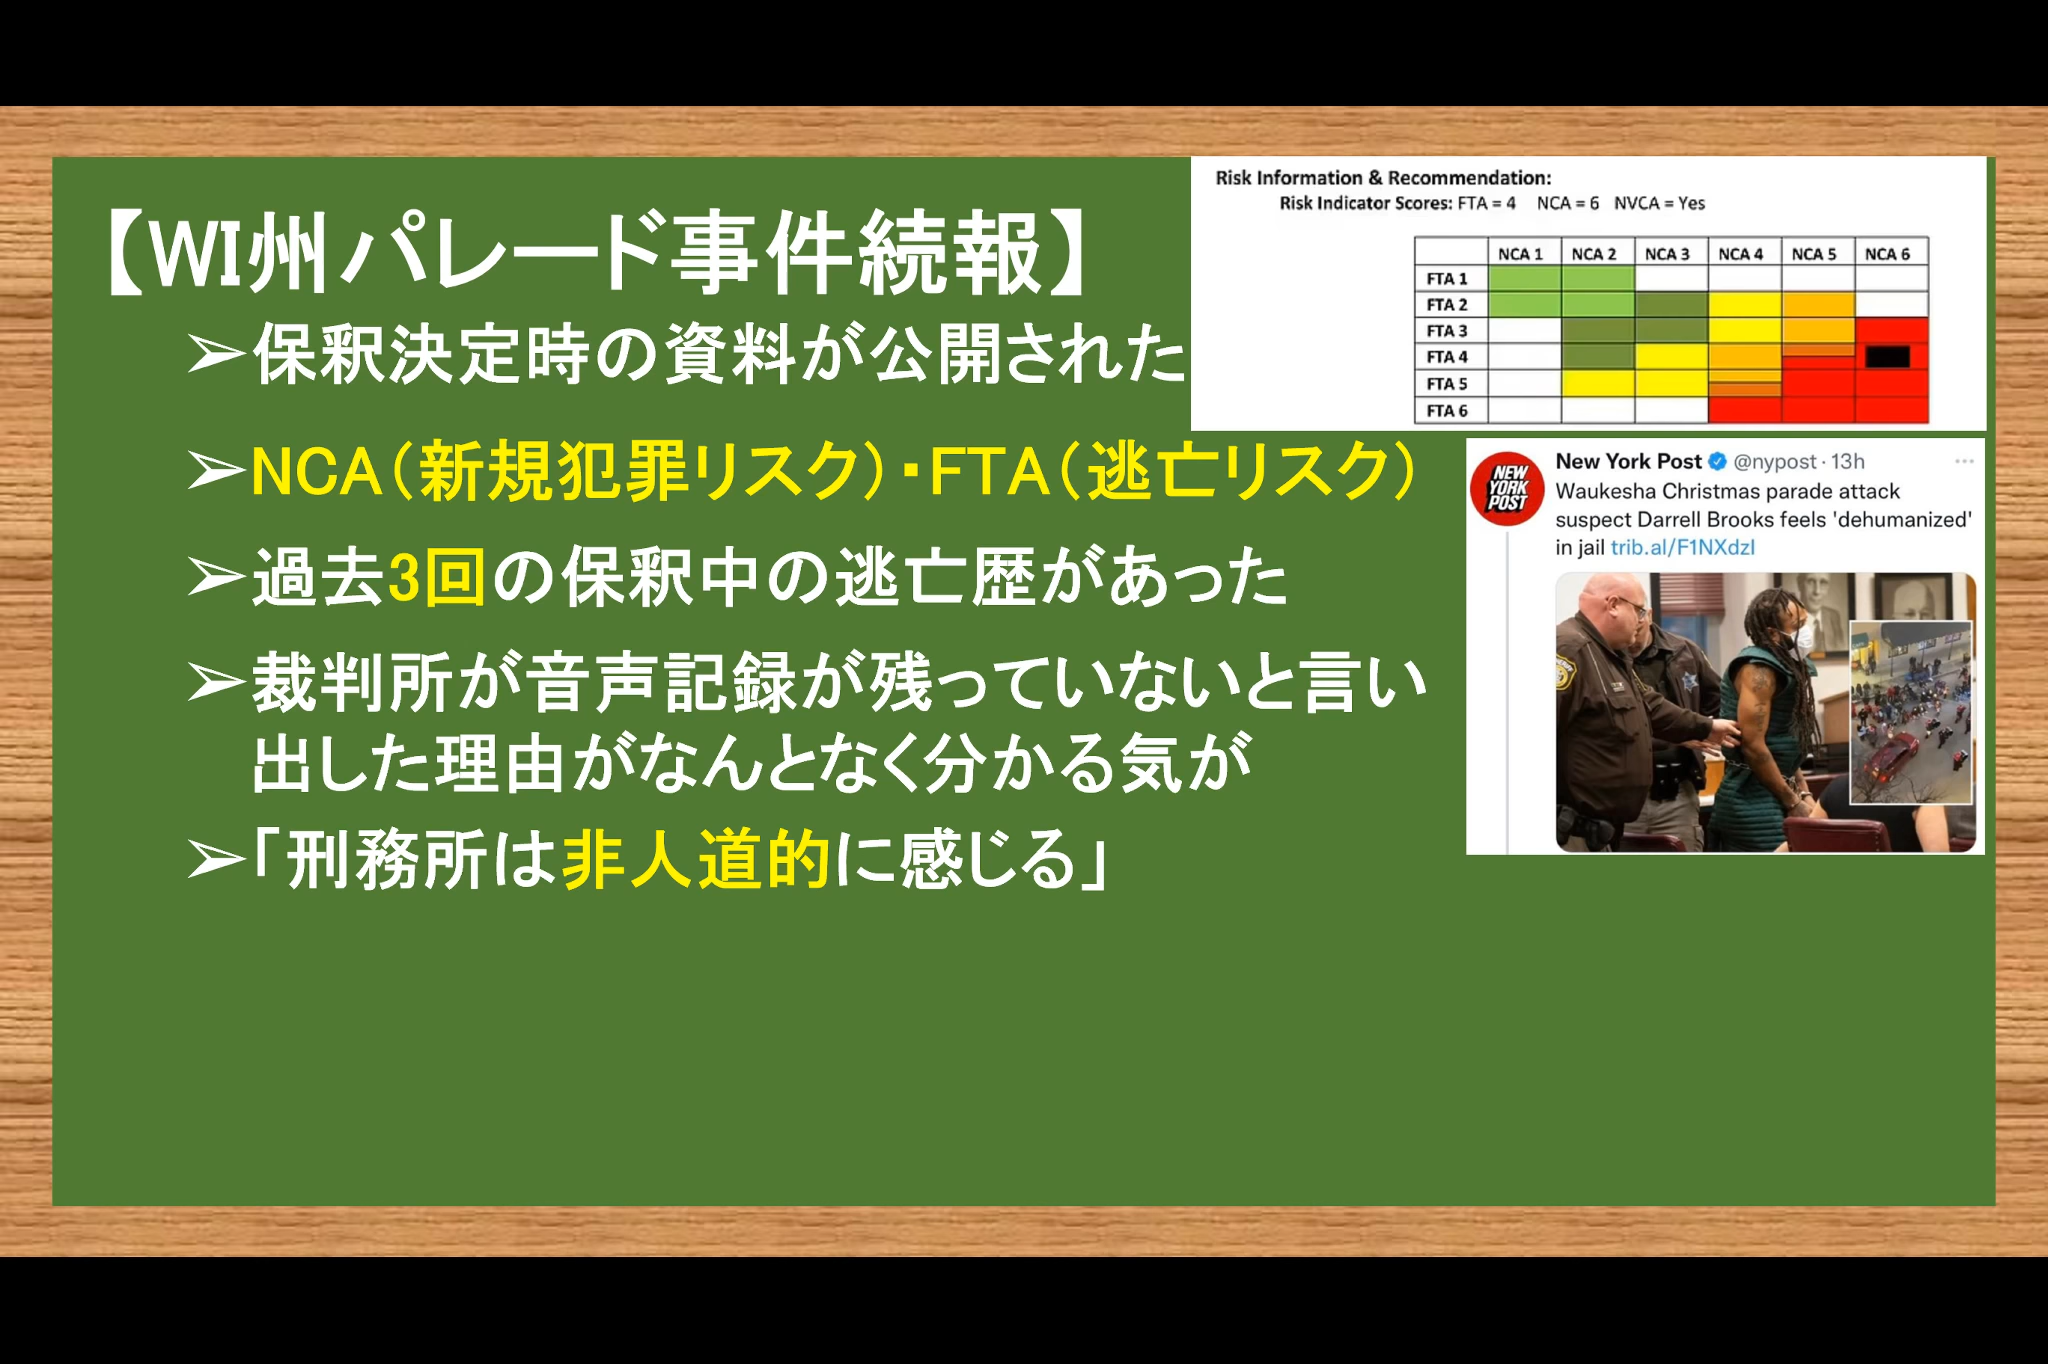 【WI州パレード事件続報】
➢保釈決定時の資料が公開された
➢NCA(新規犯罪リスク)・FTA(逃亡リスク)
➢過去3回の保釈中の逃亡歴があった
➢裁判所が音声記録が残っていないと言い
出した理由がなんとなく分かる気が
➢「刑務所は非人道的に感じる」
Risk Information & Recommendation:
Risk Indicator Scores: FTA = 4 NCA = 6 NVCA = Yes
NCA 1 NCA 2 NCA 3 NCA 4 NCA 5 NCA 6
FTA 1
FTA 2
FTA 3
FTA 4
FTA 5
FTA 6
NEW
YORK
POST
New York Post @nypost · 13h
Waukesha Christmas parade attack
suspect Darrell Brooks feels 'dehumanized'
in jail trib.al/F1NXdzI